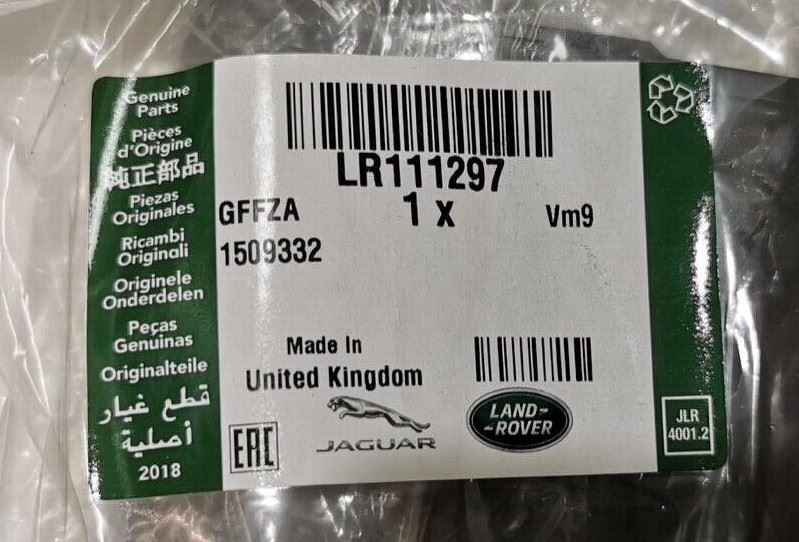 Genuine
Parts
Pièces
d'Origine
純正部品
Piezas
Originales
Ricambi
Originali
Originele
Onderdelen
Peças
Genuinas
Originalteile
قطع غيار
أصلية
2018
LR111297
GFFZA 1 x Vm9
1509332
Made In
United Kingdom
EAC
JAGUAR
LAND-
-ROVER
JLR
4001.2